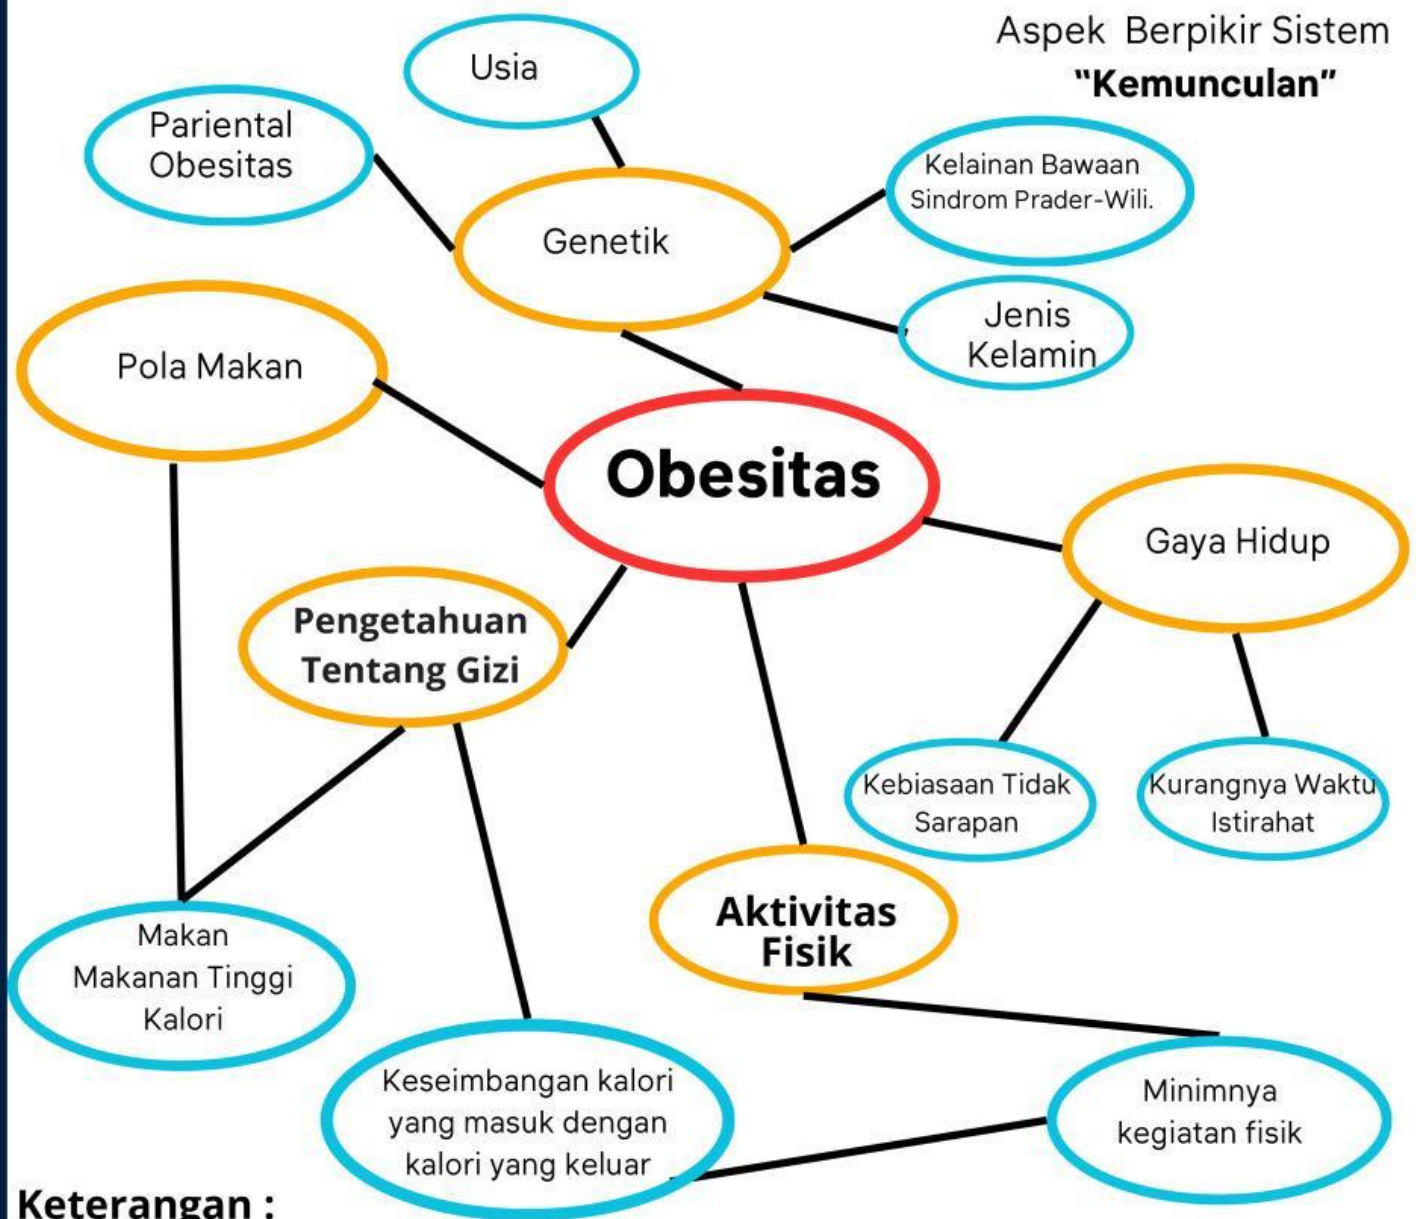 Aspek Berpikir Sistem
"Kemunculan"
Usia
Pariental
Obesitas
Kelainan Bawaan
Sindrom Prader-Wili.
Genetik
Jenis
Kelamin
Pola Makan
Obesitas
Gaya Hidup
Pengetahuan
Tentang Gizi
Kebiasaan Tidak
Sarapan
Kurangnya Waktu
Istirahat
Aktivitas
Fisik
Makan
Makanan Tinggi
Kalori
Keseimbangan kalori
yang masuk dengan
kalori yang keluar
Minimnya
kegiatan fisik
Keterangan :